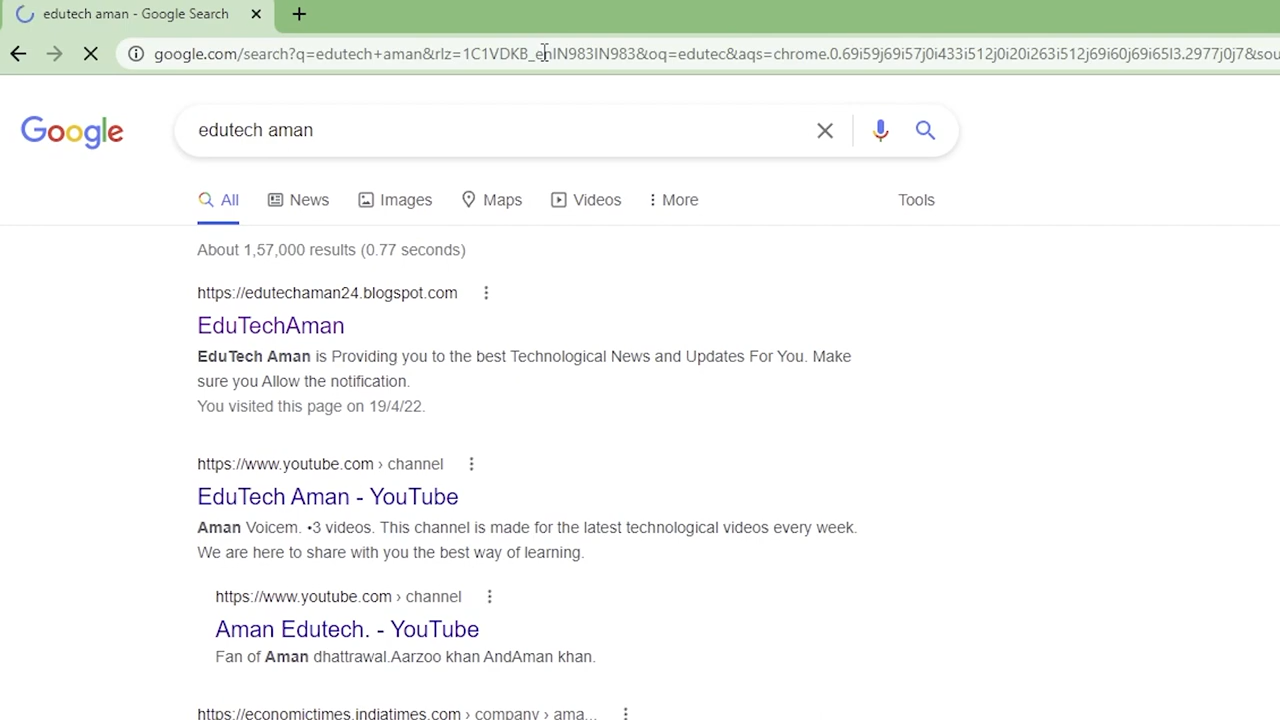 edutech aman - Google Search
google.com/search?q=edutech+aman&rlz=1C1VDKB_enIN983IN983&oq=edutec&aqs=chrome.0.69i59j69i57j0i433i512j0i20i263i512j69i60j69i65l3.2977j0j7&sou
Google
edutech aman
All News Images Maps Videos More Tools
About 1,57,000 results (0.77 seconds)
https://edutechaman24.blogspot.com
EduTechAman
EduTech Aman is Providing you to the best Technological News and Updates For You. Make
sure you Allow the notification.
You visited this page on 19/4/22.
https://www.youtube.com › channel
EduTech Aman - YouTube
Aman Voicem. •3 videos. This channel is made for the latest technological videos every week.
We are here to share with you the best way of learning.
https://www.youtube.com › channel
Aman Edutech. - YouTube
Fan of Aman dhattrawal.Aarzoo khan AndAman khan.
https://economictimes.indiatimes.com › company › ama...